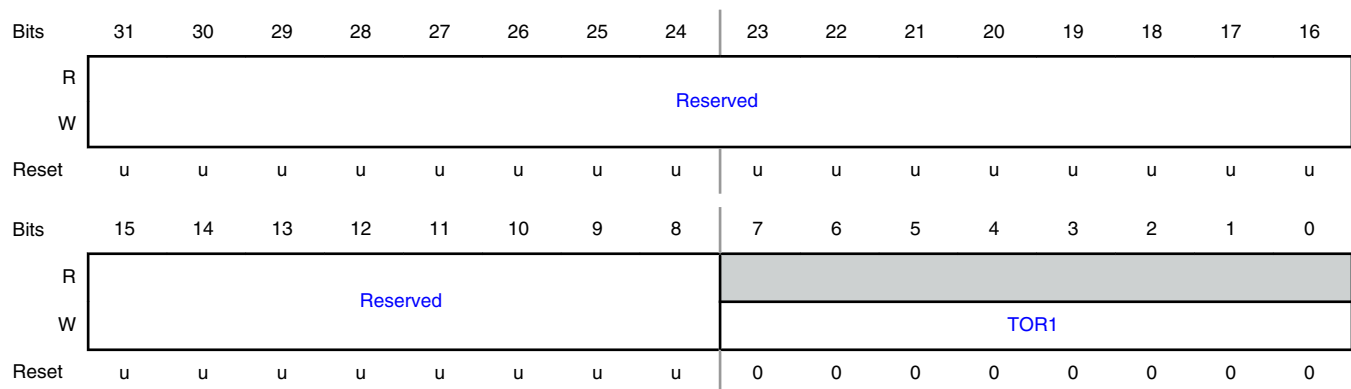 Bits 31 30 29 28 27 26 25 24 23 22 21 20 19 18 17 16
R
Reserved
W
Reset u u u u u u u u u u u u u u u u
Bits 15 14 13 12 11 10 9 8 7 6 5 4 3 2 1 0
R
Reserved
W TOR1
Reset u u u u u u u u 0 0 0 0 0 0 0 0